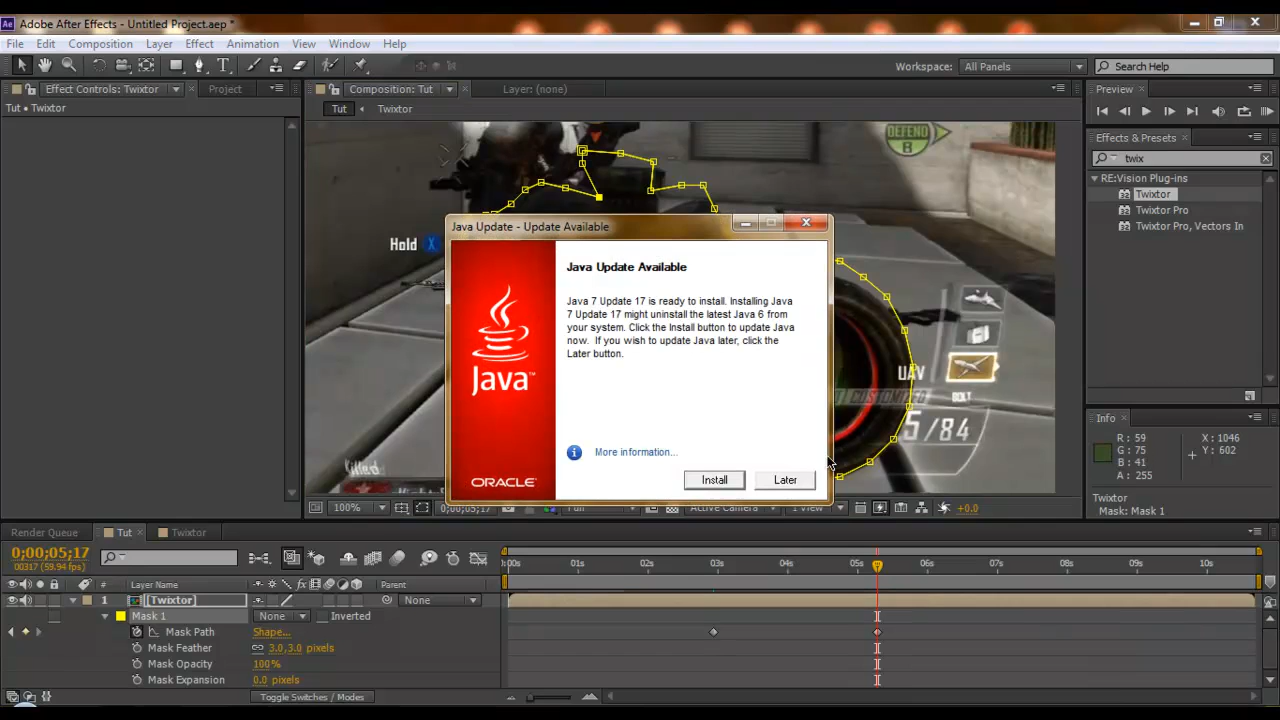 Ae Adobe After Effects - Untitled Project.aep *
File Edit Composition Layer Effect Animation View Window Help
T Workspace: All Panels Search Help
Effect Controls: Twixtor Project
Composition: Tut Layer: (none)
Preview
Tut • Twixtor
Tut Twixtor
DEFEND
B
Effects & Presets
twix
RE:Vision Plug-ins
Twixtor
Twixtor Pro
Twixtor Pro, Vectors In
Hold X
Java Update - Update Available
Java Update Available
Java 7 Update 17 is ready to install. Installing Java
7 Update 17 might uninstall the latest Java 6 from
your system. Click the Install button to update Java
now. If you wish to update Java later, click the
Later button.
Java™
More information...
ORACLE
Install Later
UAV
BOLT
CUSTOMIZED
5/84
Killed
Info
R : 59
G : 75
B : 41
A : 255
X : 1046
Y : 602
Twixtor
Mask: Mask 1
100% 0;00;05;17 Full Active Camera 1 View +0.0
Render Queue Tut Twixtor
0;00;05;17
00317 (59.94 fps)
:00s 01s 02s 03s 04s 05s 06s 07s 08s 09s 10s
# Layer Name Parent
1 [Twixtor] None
Mask 1 None Inverted
Mask Path Shape...
Mask Feather 3.0,3.0 pixels
Mask Opacity 100%
Mask Expansion 0.0 pixels
Toggle Switches / Modes